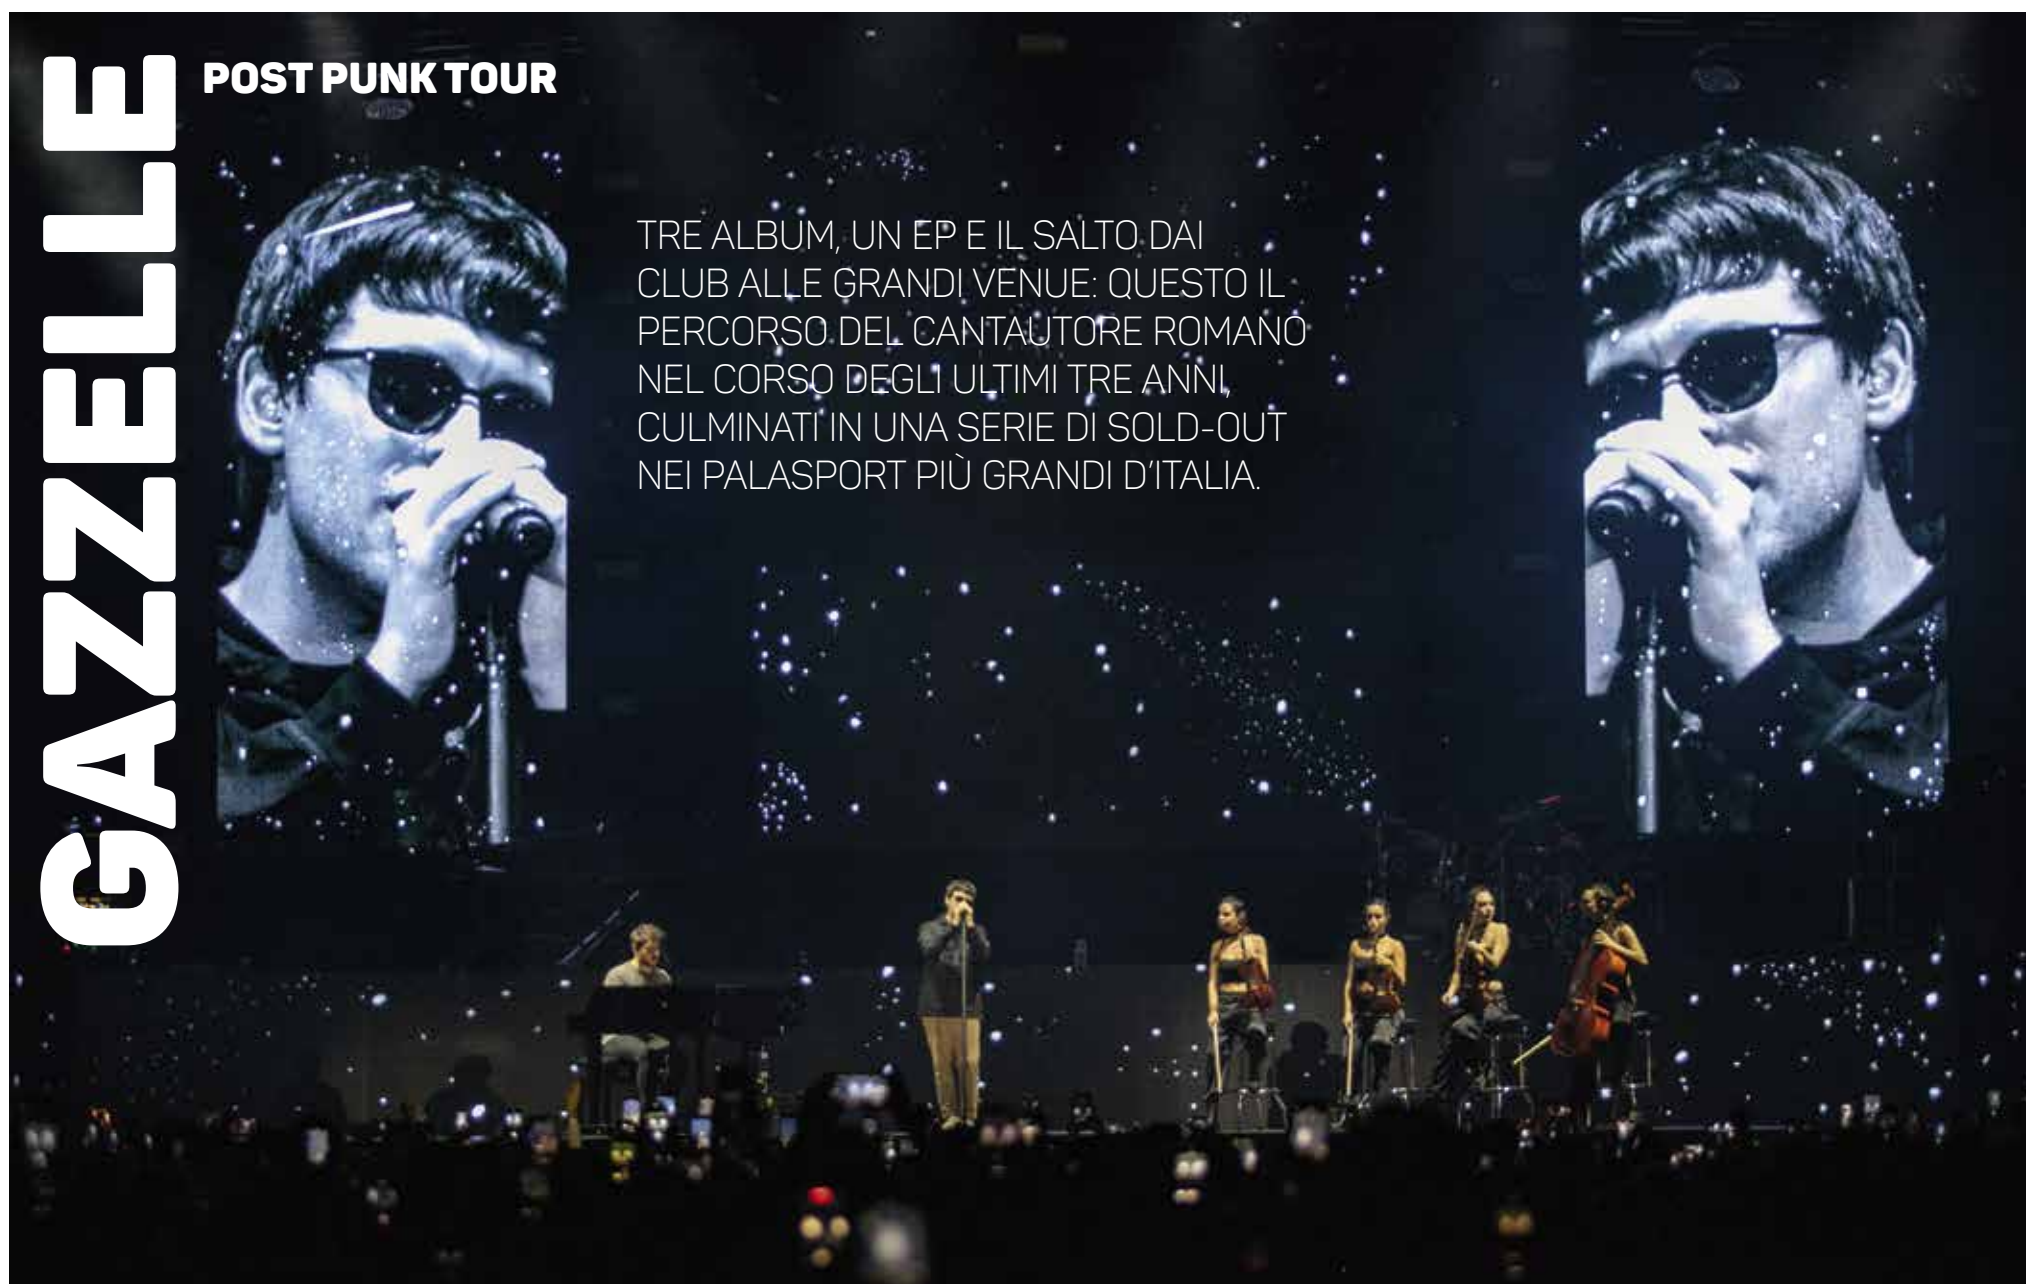 GAZZELLE
POST PUNK TOUR
TRE ALBUM, UN EP E IL SALTO DAI
CLUB ALLE GRANDI VENUE: QUESTO IL
PERCORSO DEL CANTAUTORE ROMANO
NEL CORSO DEGLI ULTIMI TRE ANNI,
CULMINATI IN UNA SERIE DI SOLD-OUT
NEI PALASPORT PIÙ GRANDI D'ITALIA.